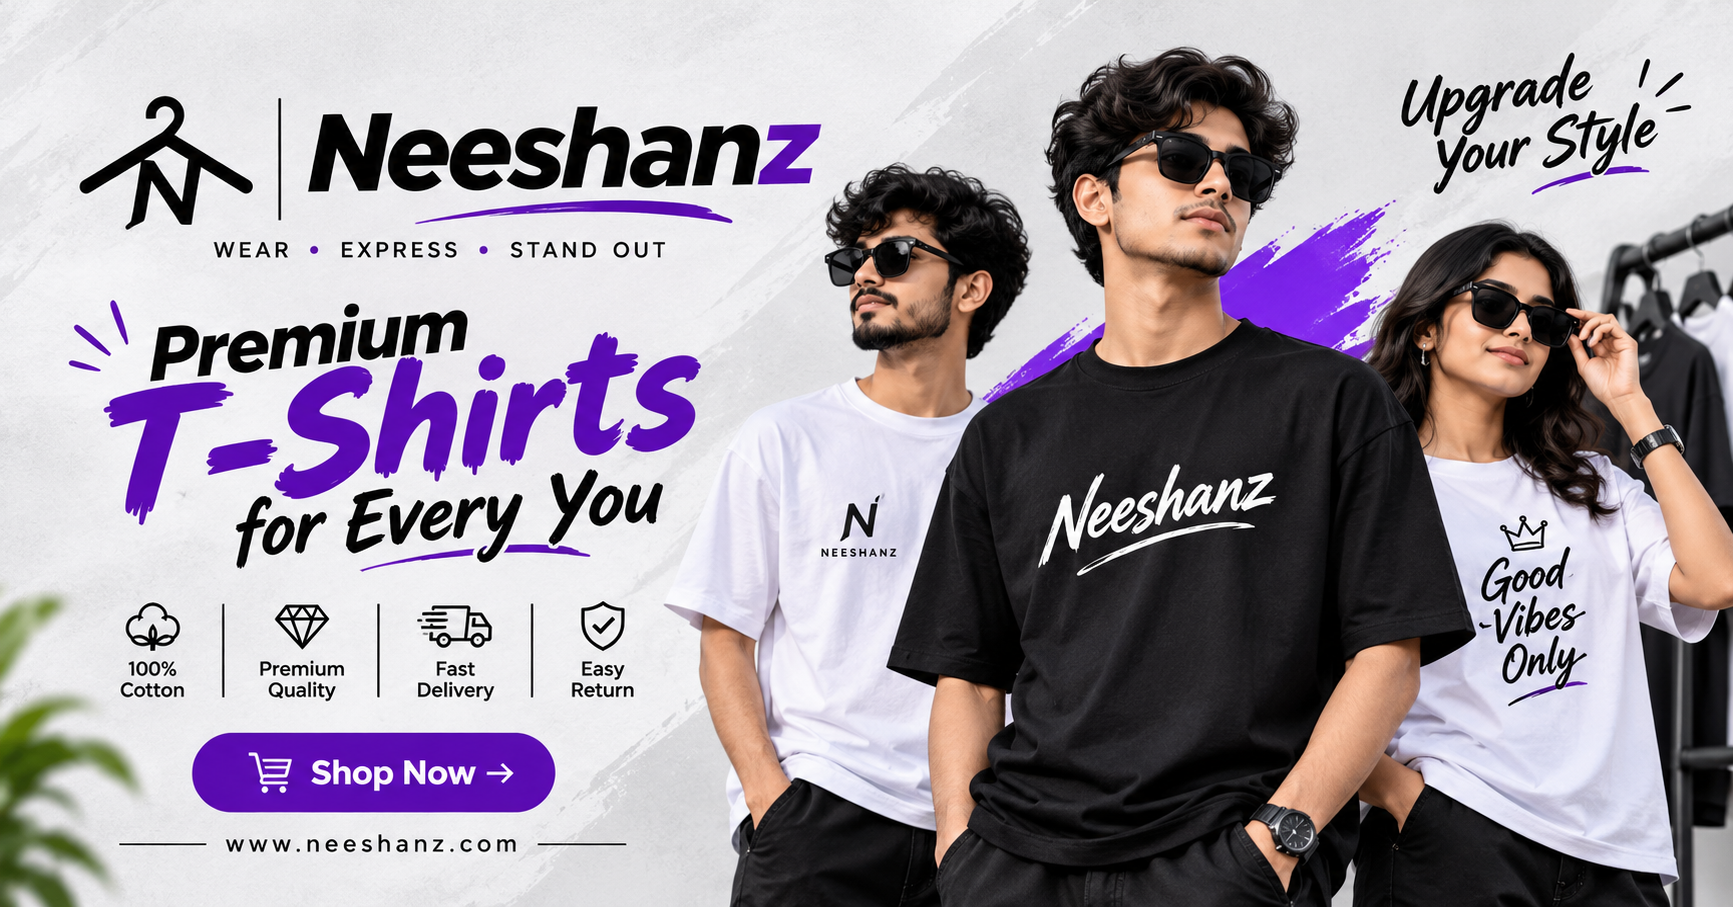 N
Neeshanz
WEAR • EXPRESS • STAND OUT
Premium
T-Shirts
for Every You
100%
Cotton
Premium
Quality
Fast
Delivery
Easy
Return
Shop Now →
www.neeshanz.com
Upgrade
Your Style
N
NEESHANZ
Neeshanz
Good
Vibes
Only